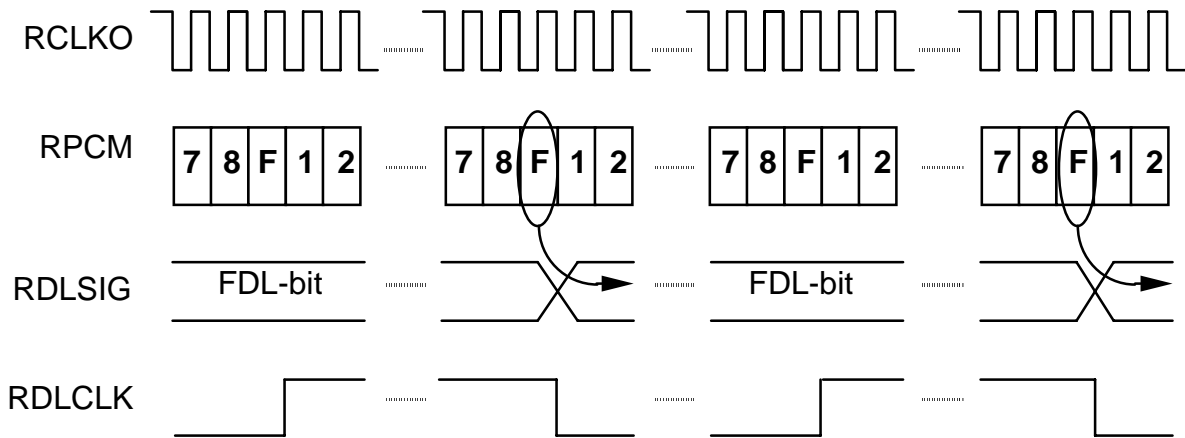 RCLKO
RPCM
7 8 F 1 2 7 8 F 1 2 7 8 F 1 2 7 8 F 1 2
RDLSIG
FDL-bit FDL-bit
RDLCLK